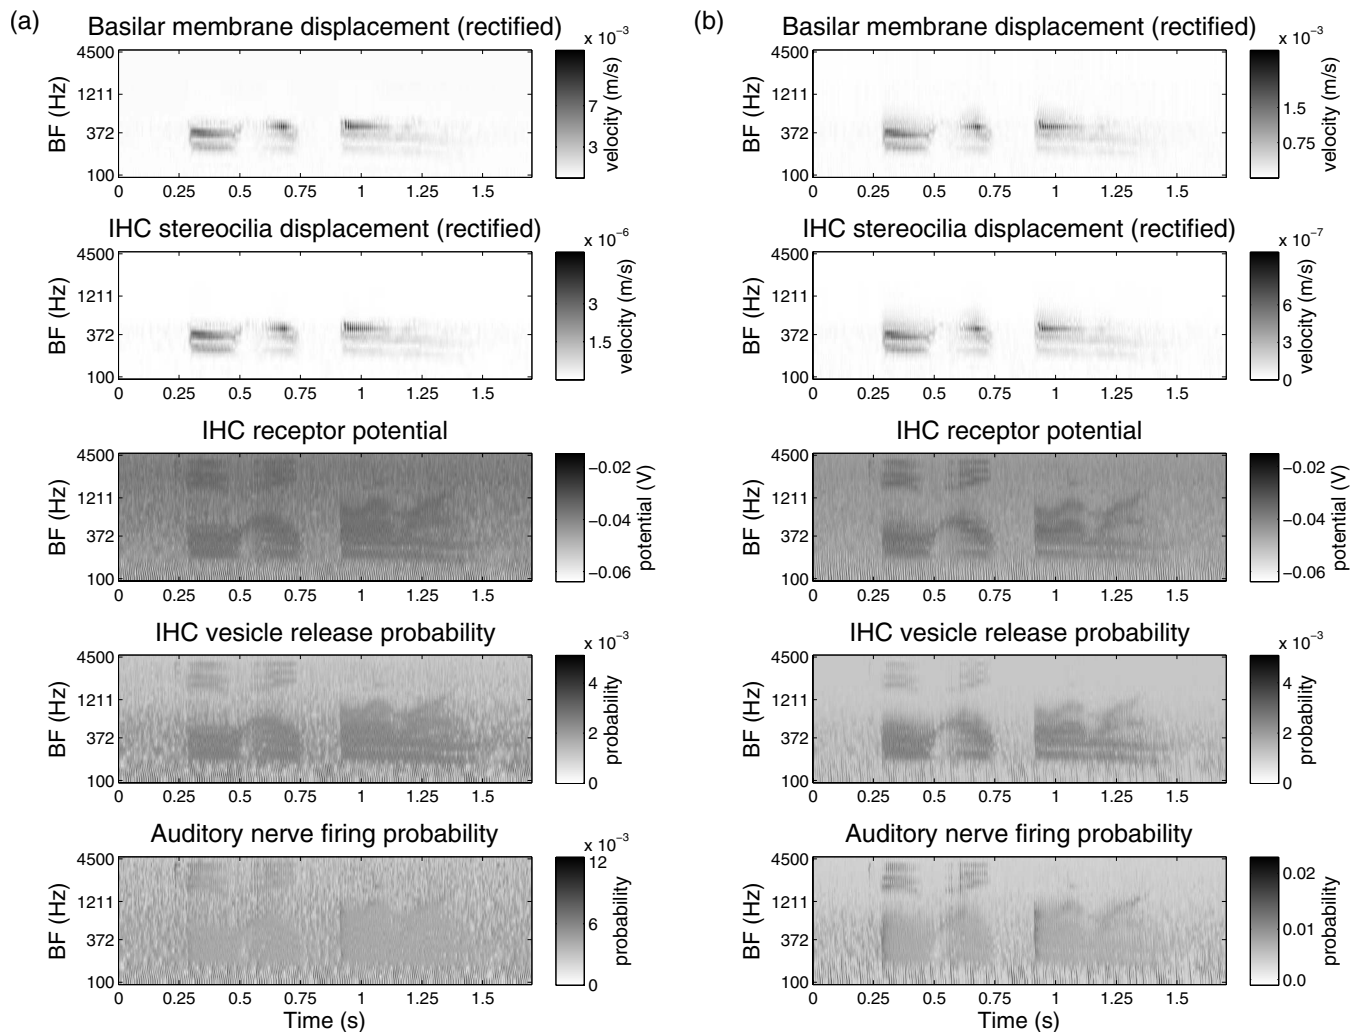 (a)
Basilar membrane displacement (rectified)
x 10⁻³
4500
1211
372
100
BF (Hz)
0 0.25 0.5 0.75 1 1.25 1.5
7
3
velocity (m/s)
IHC stereocilia displacement (rectified)
x 10⁻⁶
4500
1211
372
100
BF (Hz)
0 0.25 0.5 0.75 1 1.25 1.5
3
1.5
velocity (m/s)
IHC receptor potential
4500
1211
372
100
BF (Hz)
0 0.25 0.5 0.75 1 1.25 1.5
−0.02
−0.04
−0.06
potential (V)
IHC vesicle release probability
x 10⁻³
4500
1211
372
100
BF (Hz)
0 0.25 0.5 0.75 1 1.25 1.5
4
2
0
probability
Auditory nerve firing probability
x 10⁻³
4500
1211
372
100
BF (Hz)
0 0.25 0.5 0.75 1 1.25 1.5
Time (s)
12
6
0
probability
(b)
Basilar membrane displacement (rectified)
x 10⁻³
4500
1211
372
100
BF (Hz)
0 0.25 0.5 0.75 1 1.25 1.5
1.5
0.75
velocity (m/s)
IHC stereocilia displacement (rectified)
x 10⁻⁷
4500
1211
372
100
BF (Hz)
0 0.25 0.5 0.75 1 1.25 1.5
6
3
0
velocity (m/s)
IHC receptor potential
4500
1211
372
100
BF (Hz)
0 0.25 0.5 0.75 1 1.25 1.5
−0.02
−0.04
−0.06
potential (V)
IHC vesicle release probability
x 10⁻³
4500
1211
372
100
BF (Hz)
0 0.25 0.5 0.75 1 1.25 1.5
4
2
0
probability
Auditory nerve firing probability
4500
1211
372
100
BF (Hz)
0 0.25 0.5 0.75 1 1.25 1.5
Time (s)
0.02
0.01
0.0
probability